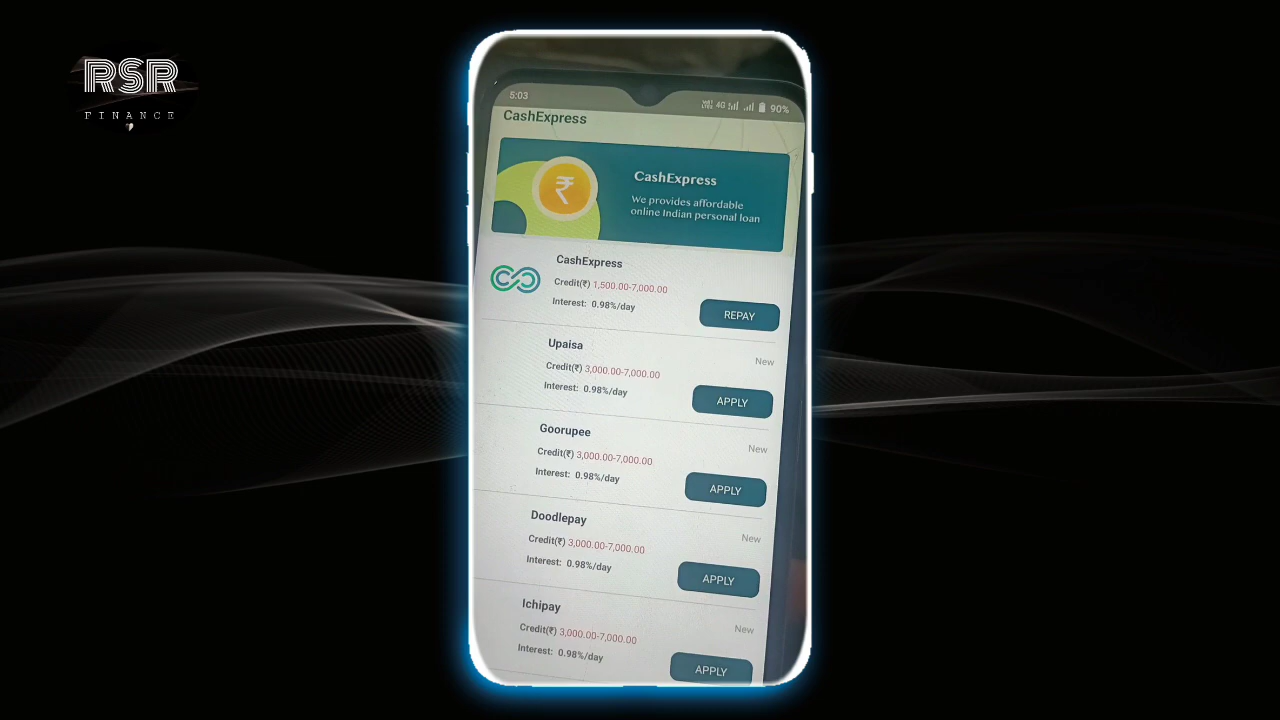 RSR
FINANCE
5:03
4G
90%
CashExpress
₹
CashExpress
We provides affordable
online Indian personal loan
CashExpress
Credit(₹) 1,500.00-7,000.00
Interest: 0.98%/day
REPAY
Upaisa
New
Credit(₹) 3,000.00-7,000.00
Interest: 0.98%/day
APPLY
Goorupee
New
Credit(₹) 3,000.00-7,000.00
Interest: 0.98%/day
APPLY
Doodlepay
New
Credit(₹) 3,000.00-7,000.00
Interest: 0.98%/day
APPLY
Ichipay
New
Credit(₹) 3,000.00-7,000.00
Interest: 0.98%/day
APPLY